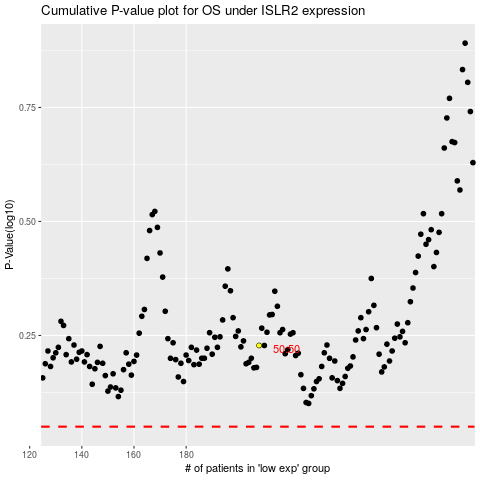 Cumulative P-value plot for OS under ISLR2 expression
P-Value(log10)
0.75
0.50
0.25
50:50
120 140 160 180
# of patients in 'low exp' group